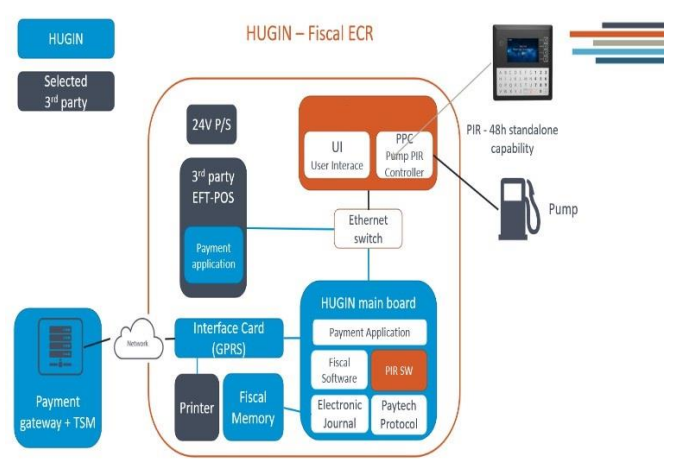 HUGIN – Fiscal ECR
HUGIN
Selected
3rd party
PIR - 48h standalone
capability
24V P/S
UI
User Interace
PPC
Pump PIR
Controller
3rd party
EFT-POS
Payment
application
Ethernet
switch
Pump
HUGIN main board
Payment Application
Fiscal
Software
PIR SW
Electronic
Journal
Paytech
Protocol
Interface Card
(GPRS)
Network
Printer
Fiscal
Memory
Payment
gateway + TSM